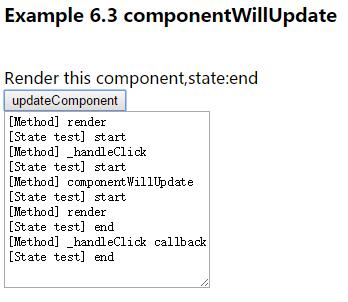 Example 6.3 componentWillUpdate
Render this component,state:end
updateComponent
[Method] render
[State test] start
[Method] _handleClick
[State test] start
[Method] componentWillUpdate
[State test] start
[Method] render
[State test] end
[Method] _handleClick callback
[State test] end